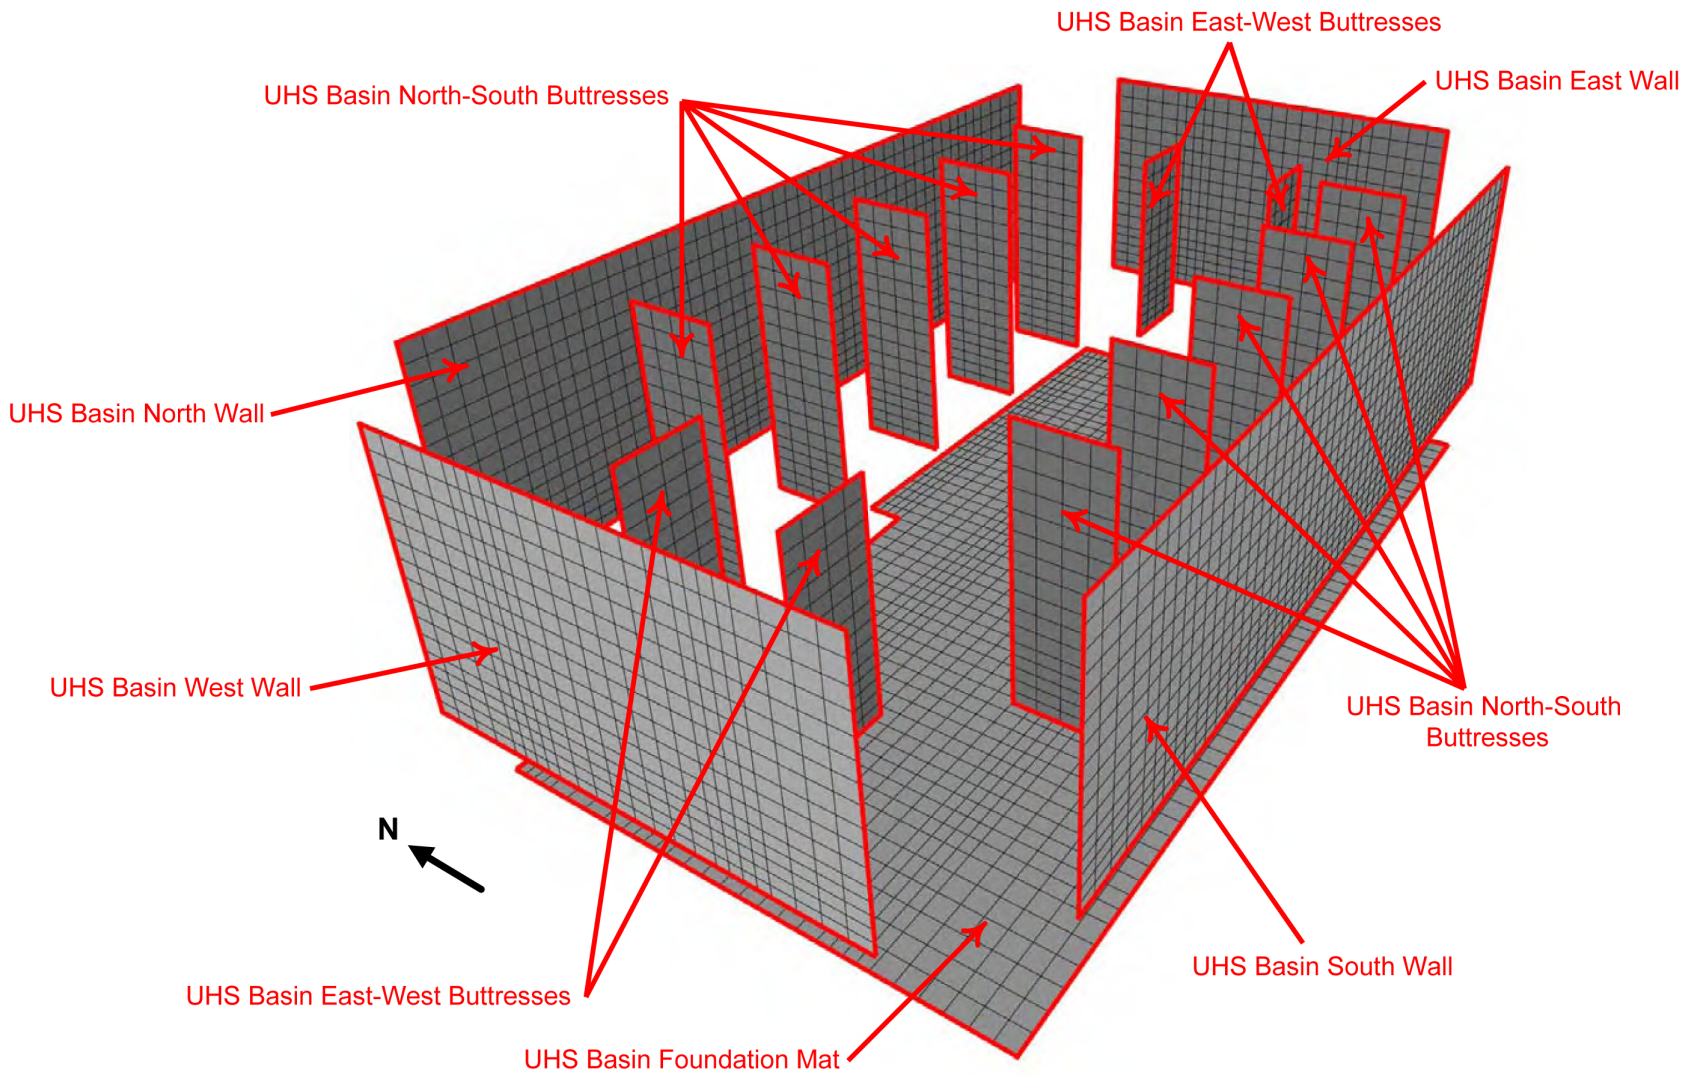 UHS Basin East-West Buttresses
UHS Basin East Wall
UHS Basin North-South Buttresses
UHS Basin North Wall
UHS Basin West Wall
UHS Basin North-South
Buttresses
N
UHS Basin South Wall
UHS Basin East-West Buttresses
UHS Basin Foundation Mat